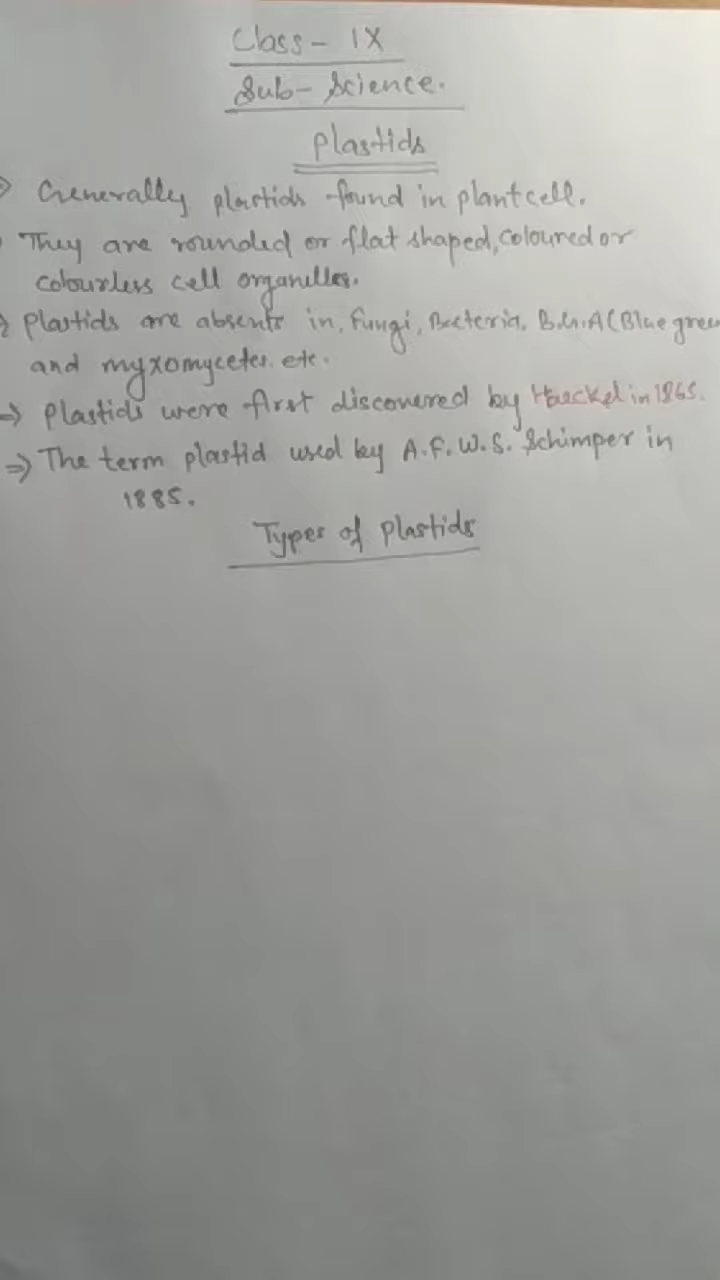 Class - IX
Sub - Science.
Plastids
Generally plastids found in plant cell.
They are rounded or flat shaped, coloured or
colourless cell organelles.
Plastids are absents in, fungi, Bacteria, B.G.A (Blue green
and myxomycetes. etc.
⇒ Plastids were first discovered by Haeckel in 1865.
⇒ The term plastid used by A.F.W.S. Schimper in
1885.
Types of Plastids